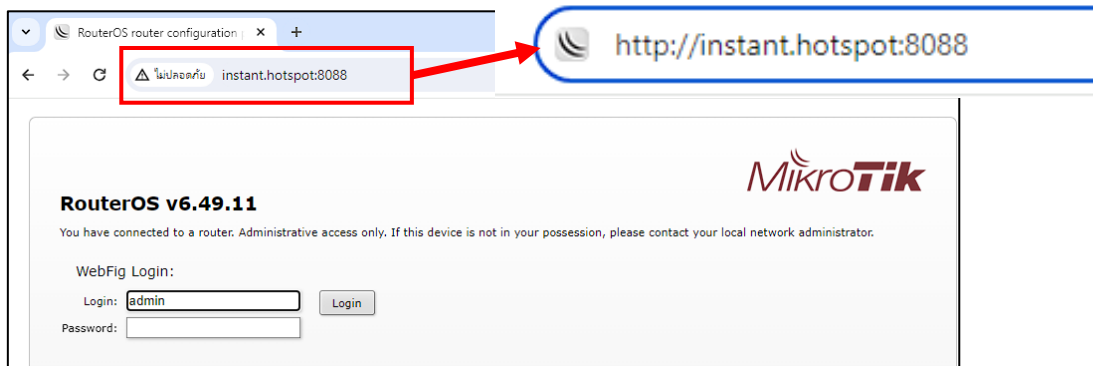 RouterOS router configuration
ไม่ปลอดภัย instant.hotspot:8088
http://instant.hotspot:8088
MikroTik
RouterOS v6.49.11
You have connected to a router. Administrative access only. If this device is not in your possession, please contact your local network administrator.
WebFig Login:
Login: admin Login
Password: